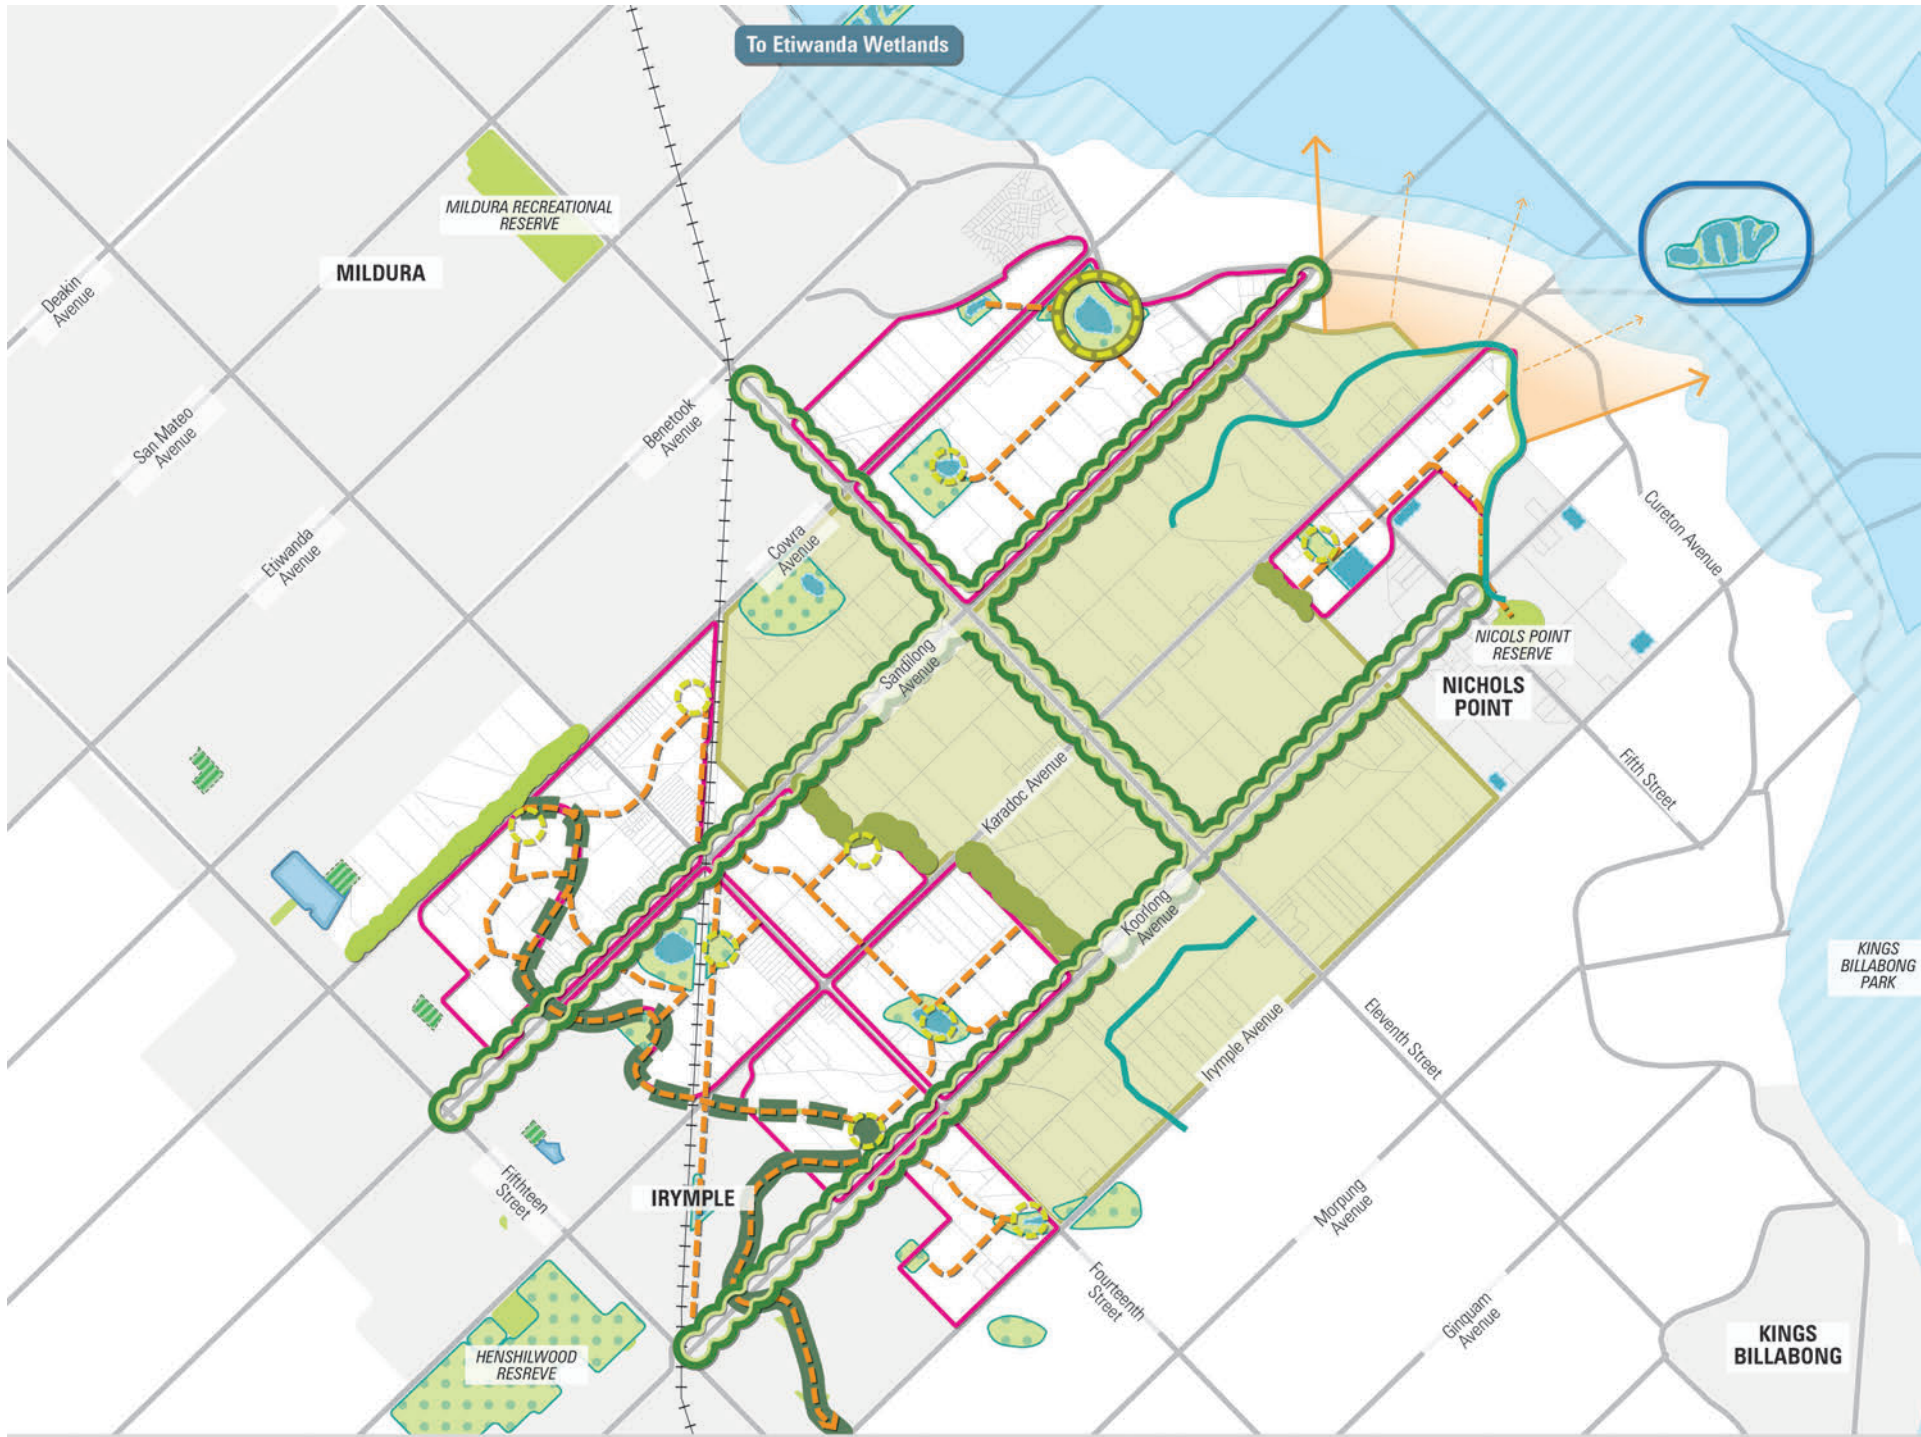 To Etiwanda Wetlands
MILDURA RECREATIONAL
RESERVE
MILDURA
Deakin
Avenue
San Mateo
Avenue
Benetook
Avenue
Etiwanda
Avenue
Cowra
Avenue
Cureton Avenue
NICOLS POINT
RESERVE
NICHOLS
POINT
Sandilong
Avenue
Karadoc Avenue
Fifth Street
Koorlong
Avenue
KINGS
BILLABONG
PARK
Irymple Avenue
Eleventh Street
Fifthteen
Street
IRYMPLE
Morpung
Avenue
Fourteenth
Street
Ginquam
Avenue
HENSHILWOOD
RESREVE
KINGS
BILLABONG